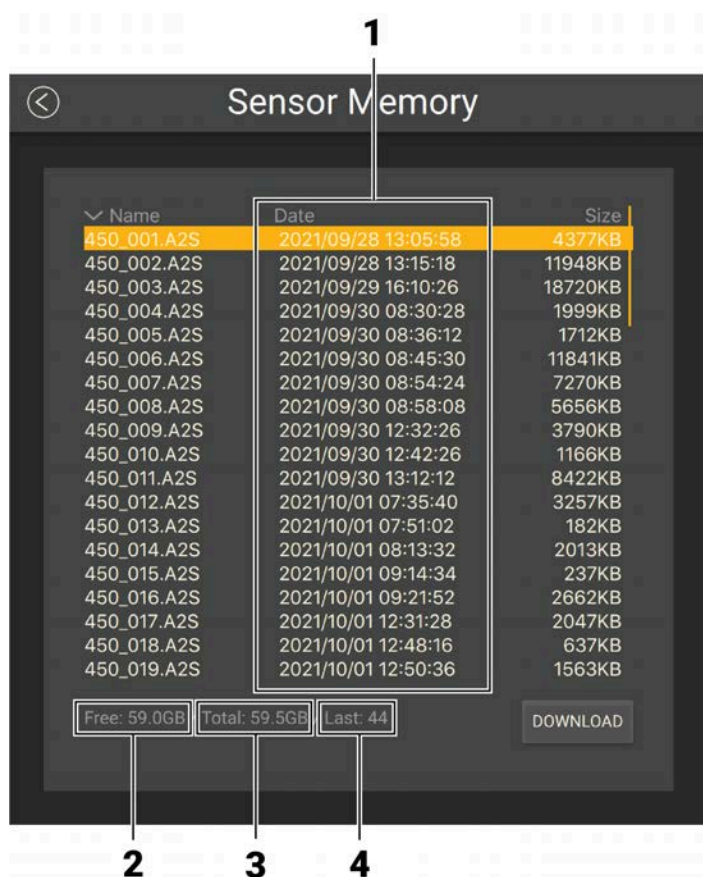 1
Sensor Memory
Name Date Size
450_001.A2S 2021/09/28 13:05:58 4377KB
450_002.A2S 2021/09/28 13:15:18 11948KB
450_003.A2S 2021/09/29 16:10:26 18720KB
450_004.A2S 2021/09/30 08:30:28 1999KB
450_005.A2S 2021/09/30 08:36:12 1712KB
450_006.A2S 2021/09/30 08:45:30 11841KB
450_007.A2S 2021/09/30 08:54:24 7270KB
450_008.A2S 2021/09/30 08:58:08 5656KB
450_009.A2S 2021/09/30 12:32:26 3790KB
450_010.A2S 2021/09/30 12:42:26 1166KB
450_011.A2S 2021/09/30 13:12:12 8422KB
450_012.A2S 2021/10/01 07:35:40 3257KB
450_013.A2S 2021/10/01 07:51:02 182KB
450_014.A2S 2021/10/01 08:13:32 2013KB
450_015.A2S 2021/10/01 09:14:34 237KB
450_016.A2S 2021/10/01 09:21:52 2662KB
450_017.A2S 2021/10/01 12:31:28 2047KB
450_018.A2S 2021/10/01 12:48:16 637KB
450_019.A2S 2021/10/01 12:50:36 1563KB
Free: 59.0GB / Total: 59.5GB / Last: 44 DOWNLOAD
2 3 4